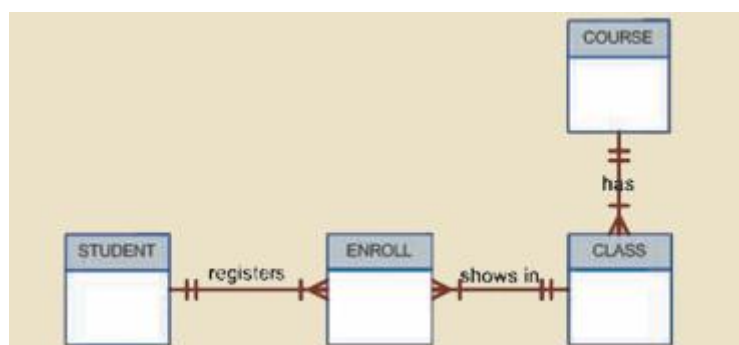 COURSE
has
STUDENT
registers
ENROLL
shows in
CLASS